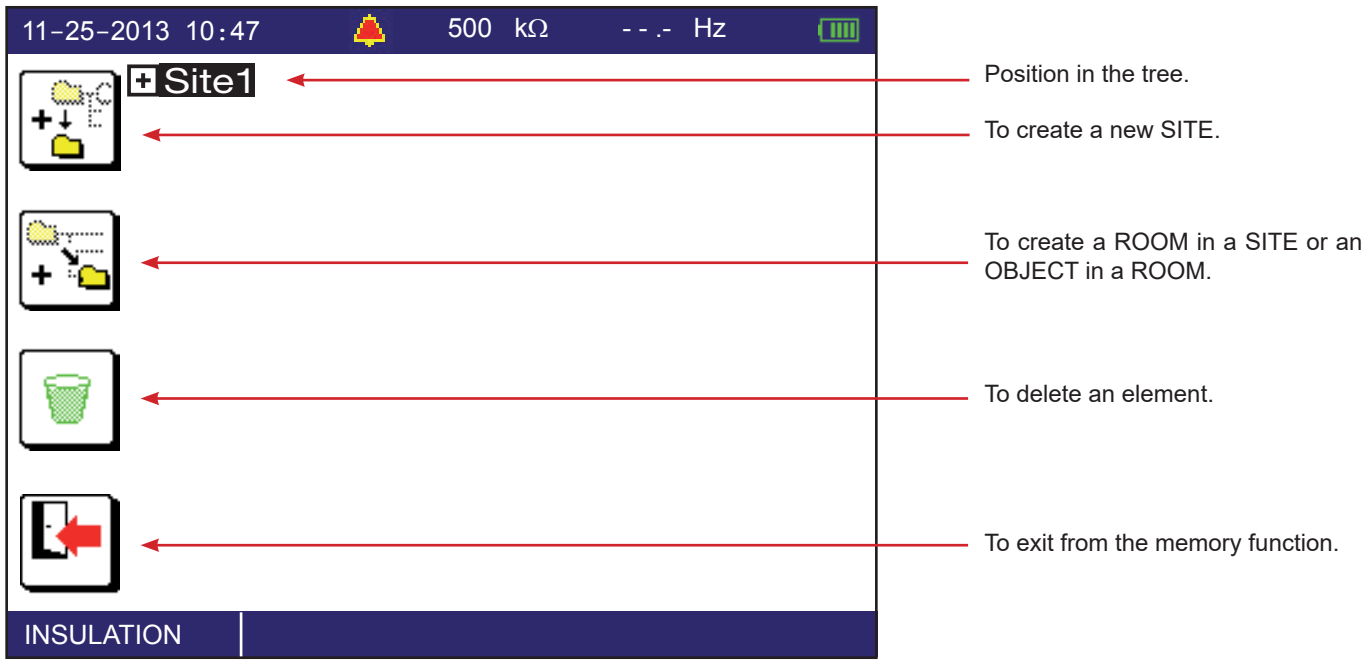 11-25-2013 10:47 500 kΩ - - .- Hz
+ Site1
Position in the tree.
To create a new SITE.
To create a ROOM in a SITE or an
OBJECT in a ROOM.
To delete an element.
To exit from the memory function.
INSULATION